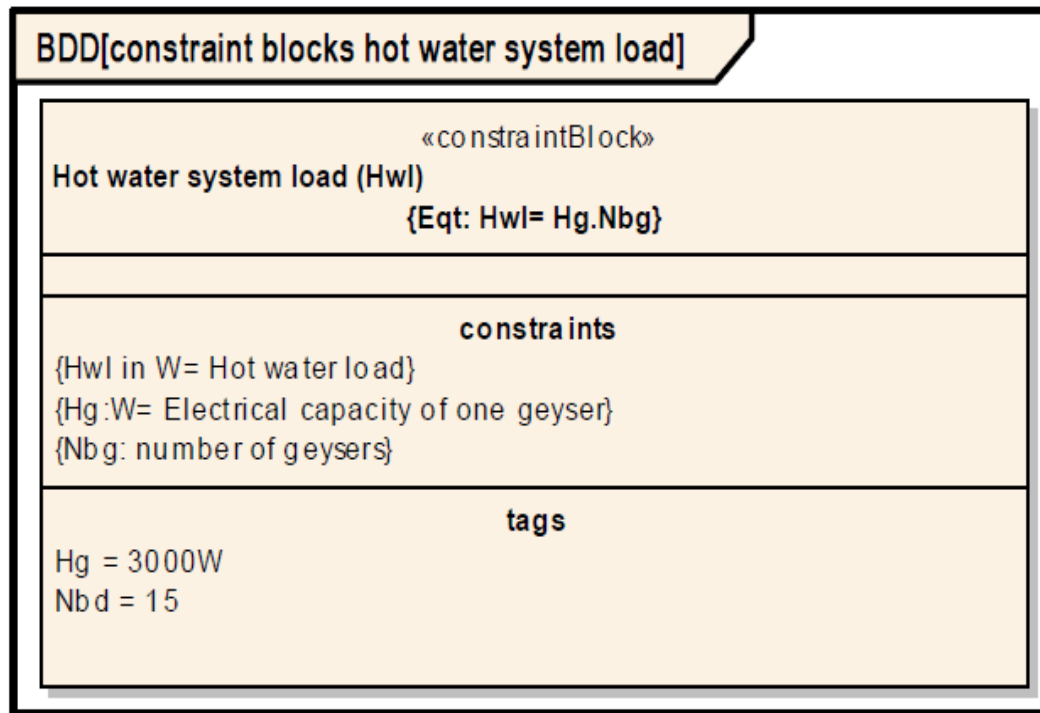 BDD[constraint blocks hot water system load]
«constraintBlock»
Hot water system load (Hwl)
{Eqt: Hwl= Hg.Nbg}
constraints
{Hwl in W= Hot water load}
{Hg:W= Electrical capacity of one geyser}
{Nbg: number of geysers}
tags
Hg = 3000W
Nbd = 15